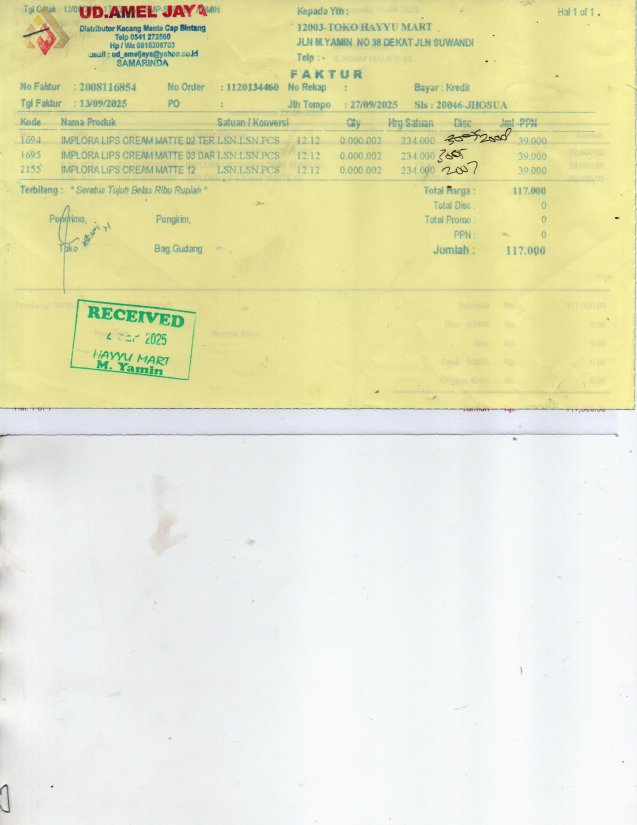 UD.AMEL JAYA
Distributor Kacang Mente Cap Bintang
Telp 0541 272560
Hp / Wa 0816206703
email : ud_ameljaya@yahoo.co.id
SAMARINDA
Hal 1 of 1
Kepada Yth :
12003-TOKO HAYYU MART
JLN M.YAMIN NO 38 DEKAT JLN SUWANDI
Telp : -
FAKTUR
No Faktur : 2008116854 No Order : 1120134460 No Rekap : Bayar : Kredit
Tgl Faktur : 13/09/2025 PO : Jth Tempo : 27/09/2025 Sls : 20046-JHOSUA
Kode Nama Produk Satuan / Konversi Qty Hrg Satuan Disc Jml -PPN
1694 IMPLORA LIPS CREAM MATTE 02 TER LSN.LSN.PCS 12.12 0.000.002 234.000 2008 39.000
1695 IMPLORA LIPS CREAM MATTE 03 DAR LSN.LSN.PCS 12.12 0.000.002 234.000 39.000
2155 IMPLORA LIPS CREAM MATTE 12 LSN.LSN.PCS 12.12 0.000.002 234.000 2007 39.000
Terbilang : * Seratus Tujuh Belas Ribu Rupiah * Total Harga : 117.000
Total Disc : 0
Penerima, Pengirim, Total Promo : 0
PPN : 0
Toko Bag.Gudang Jumlah : 117.000
RECEIVED
SEP 2025
HAYYU MART
M. Yamin